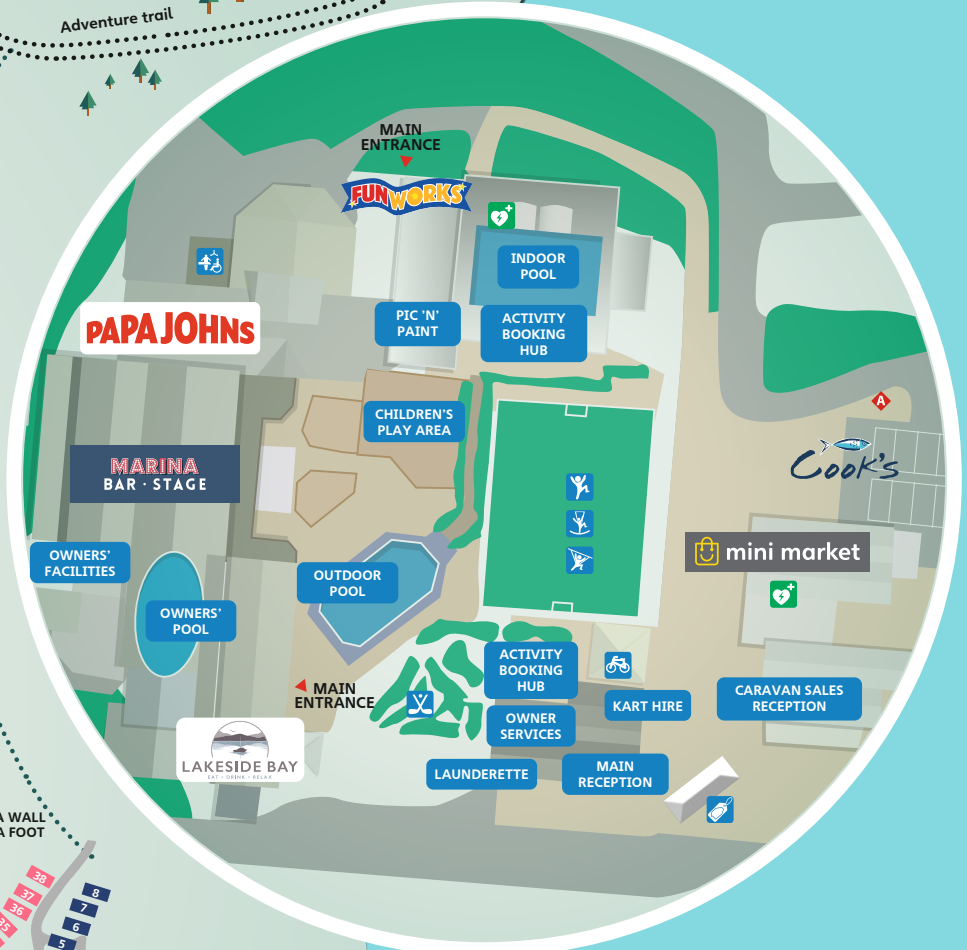 Adventure trail
MAIN
ENTRANCE
FUNWORKS
INDOOR
POOL
PIC 'N'
PAINT
ACTIVITY
BOOKING
HUB
PAPA JOHNS
CHILDREN'S
PLAY AREA
A
COOK'S
MARINA
BAR · STAGE
OWNERS'
FACILITIES
mini market
OUTDOOR
POOL
OWNERS'
POOL
ACTIVITY
BOOKING
HUB
MAIN
ENTRANCE
KART HIRE
CARAVAN SALES
RECEPTION
OWNER
SERVICES
LAKESIDE BAY
EAT · DRINK · RELAX
LAUNDERETTE
MAIN
RECEPTION
WALL
A FOOT
38
37
36
35
8
7
6
5